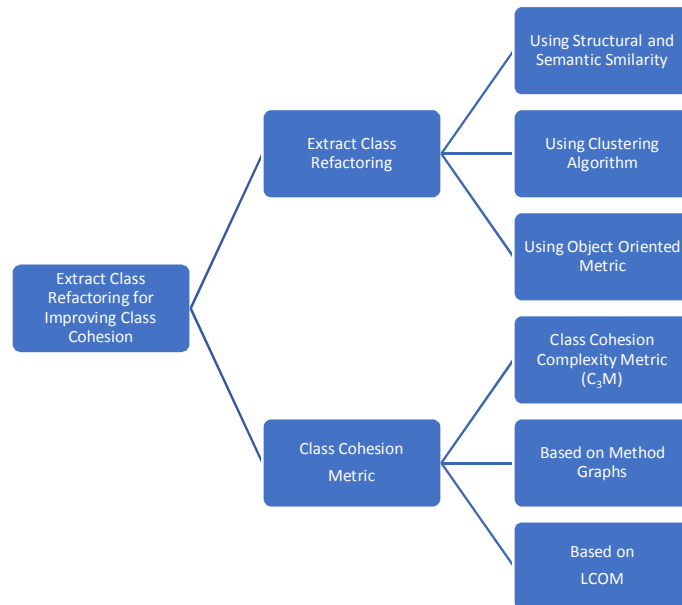 Using Structural and
Semantic Smilarity
Extract Class
Refactoring
Using Clustering
Algorithm
Using Object Oriented
Metric
Extract Class
Refactoring for
Improving Class
Cohesion
Class Cohesion
Complexity Metric
(C₃M)
Class Cohesion
Metric
Based on Method
Graphs
Based on
LCOM